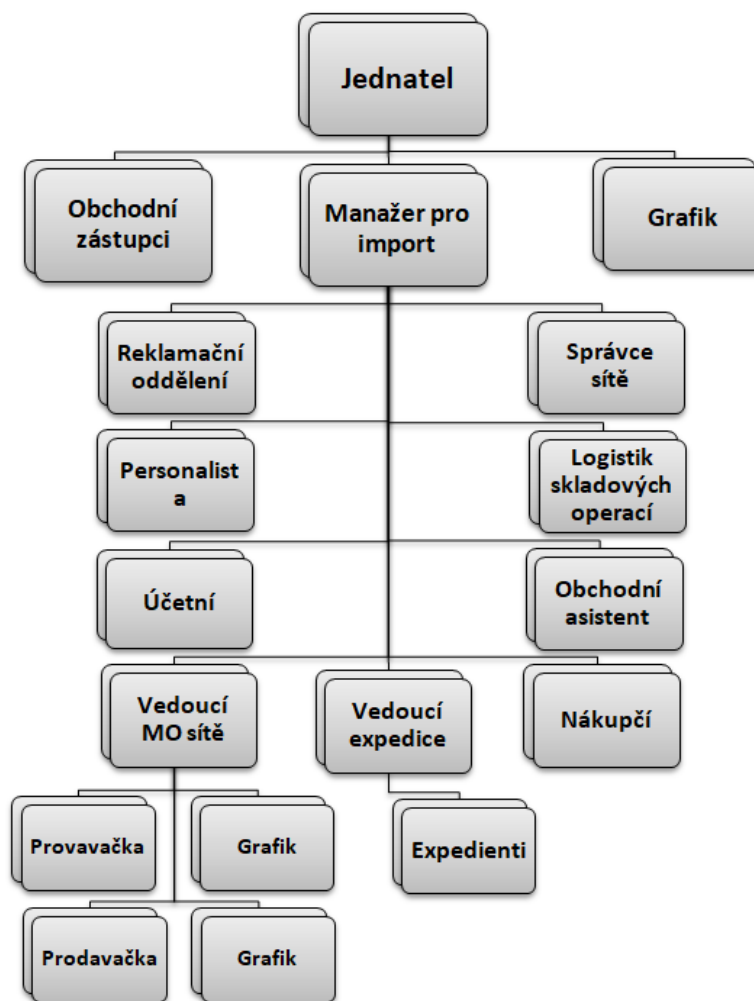 Jednatel
Obchodní
zástupci
Manažer pro
import
Grafik
Reklamační
oddělení
Správce
sítě
Personalist
a
Logistik
skladových
operací
Účetní
Obchodní
asistent
Vedoucí
MO sítě
Vedoucí
expedice
Nákupčí
Provavačka
Grafik
Expedienti
Prodavačka
Grafik